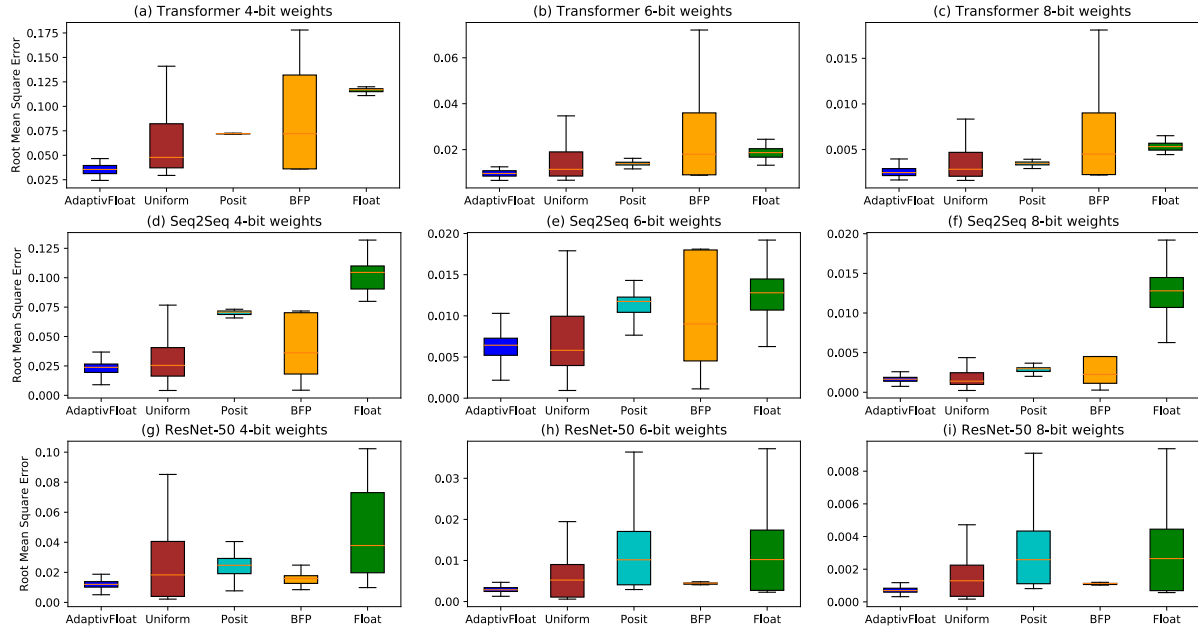 (a) Transformer 4-bit weights
(b) Transformer 6-bit weights
(c) Transformer 8-bit weights
Root Mean Square Error
0.175
0.150
0.125
0.100
0.075
0.050
0.025
AdaptivFloat Uniform Posit BFP Float
0.06
0.04
0.02
AdaptivFloat Uniform Posit BFP Float
0.015
0.010
0.005
AdaptivFloat Uniform Posit BFP Float
(d) Seq2Seq 4-bit weights
(e) Seq2Seq 6-bit weights
(f) Seq2Seq 8-bit weights
Root Mean Square Error
0.125
0.100
0.075
0.050
0.025
0.000
AdaptivFloat Uniform Posit BFP Float
0.020
0.015
0.010
0.005
0.000
AdaptivFloat Uniform Posit BFP Float
0.020
0.015
0.010
0.005
0.000
AdaptivFloat Uniform Posit BFP Float
(g) ResNet-50 4-bit weights
(h) ResNet-50 6-bit weights
(i) ResNet-50 8-bit weights
Root Mean Square Error
0.10
0.08
0.06
0.04
0.02
0.00
AdaptivFloat Uniform Posit BFP Float
0.03
0.02
0.01
0.00
AdaptivFloat Uniform Posit BFP Float
0.008
0.006
0.004
0.002
0.000
AdaptivFloat Uniform Posit BFP Float